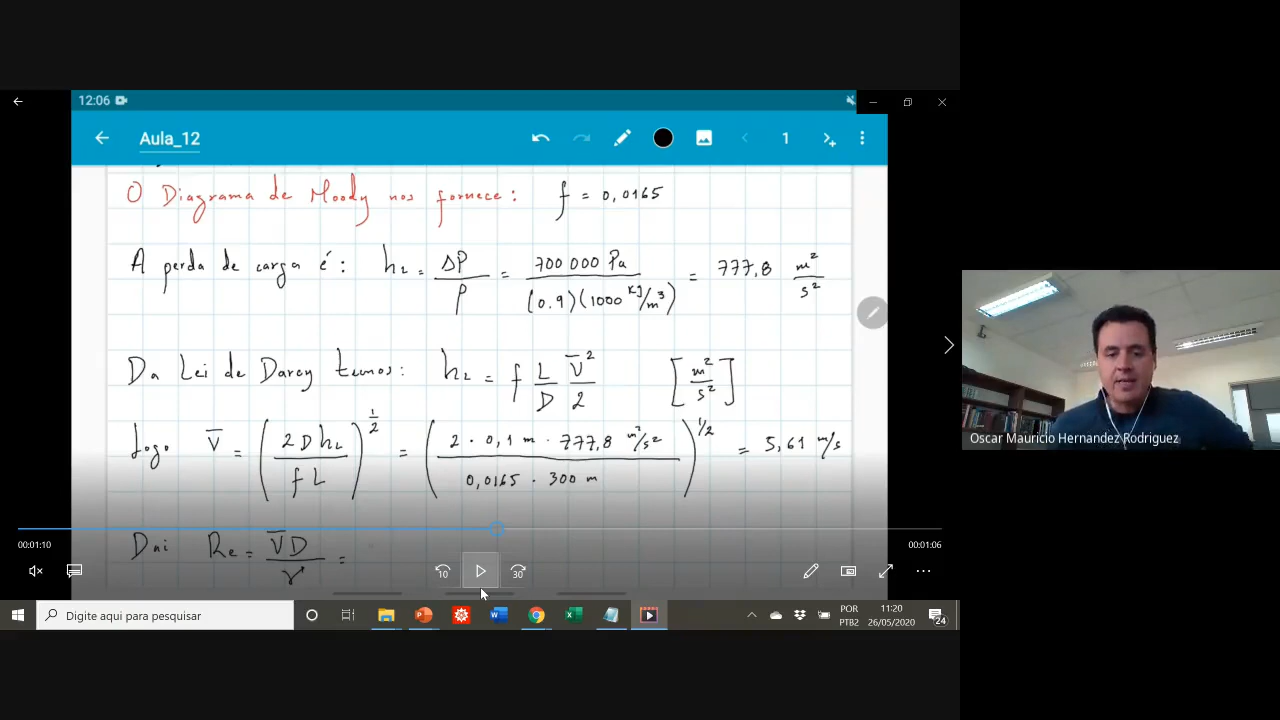 12:06
Aula_12
1
O Diagrama de Moody nos fornece: f = 0,0165
A perda de carga é: hL = ΔP/ρ = 700 000 Pa / (0.9)(1000 kg/m³) = 777,8 m²/s²
Da Lei de Darcy temos: hL = f L/D V̅²/2 [m²/s²]
Logo V̅ = (2 D hL / f L)^1/2 = (2 · 0,1 m · 777,8 m²/s² / 0,0165 · 300 m)^1/2 = 5,61 m/s
Dai Re = V̅D/ν =
00:01:10
00:01:06
10
30
Digite aqui para pesquisar
POR
PTB2
11:20
26/05/2020
24
Oscar Mauricio Hernandez Rodriguez